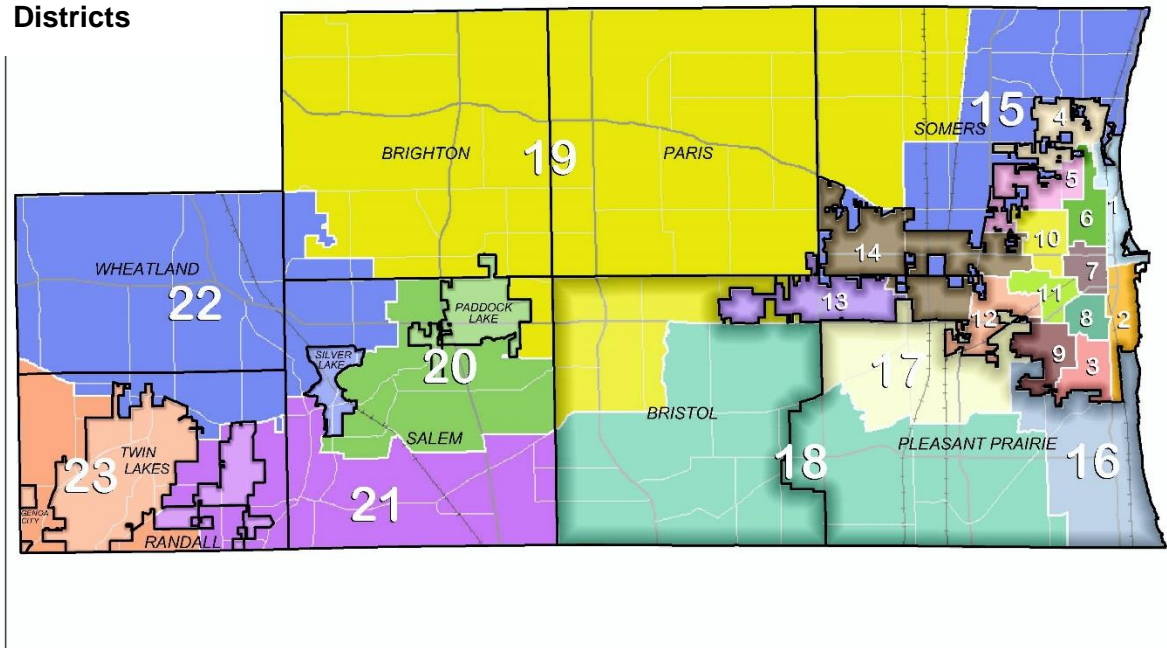 Districts
15
4
SOMERS
BRIGHTON
19
PARIS
5
1
6
14
10
WHEATLAND
7
22
11
13
PADDOCK
LAKE
12
8
2
SILVER
LAKE
20
9
3
17
BRISTOL
SALEM
PLEASANT PRAIRIE
TWIN
LAKES
23
18
16
21
GENOA
CITY
RANDALL